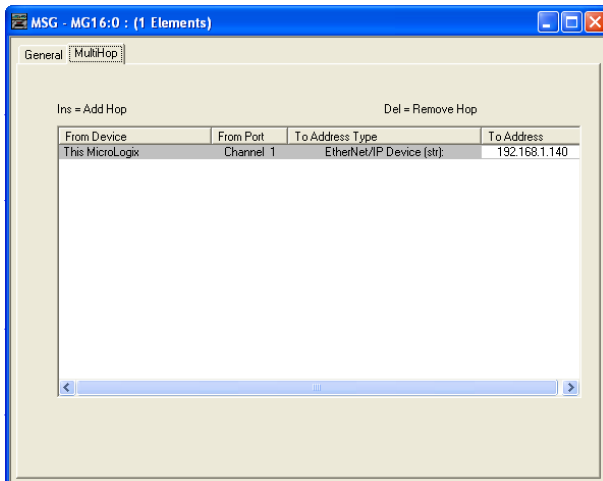 MSG - MG16:0 : (1 Elements)
General MultiHop
Ins = Add Hop Del = Remove Hop
From Device From Port To Address Type To Address
This MicroLogix Channel 1 EtherNet/IP Device (str): 192.168.1.140